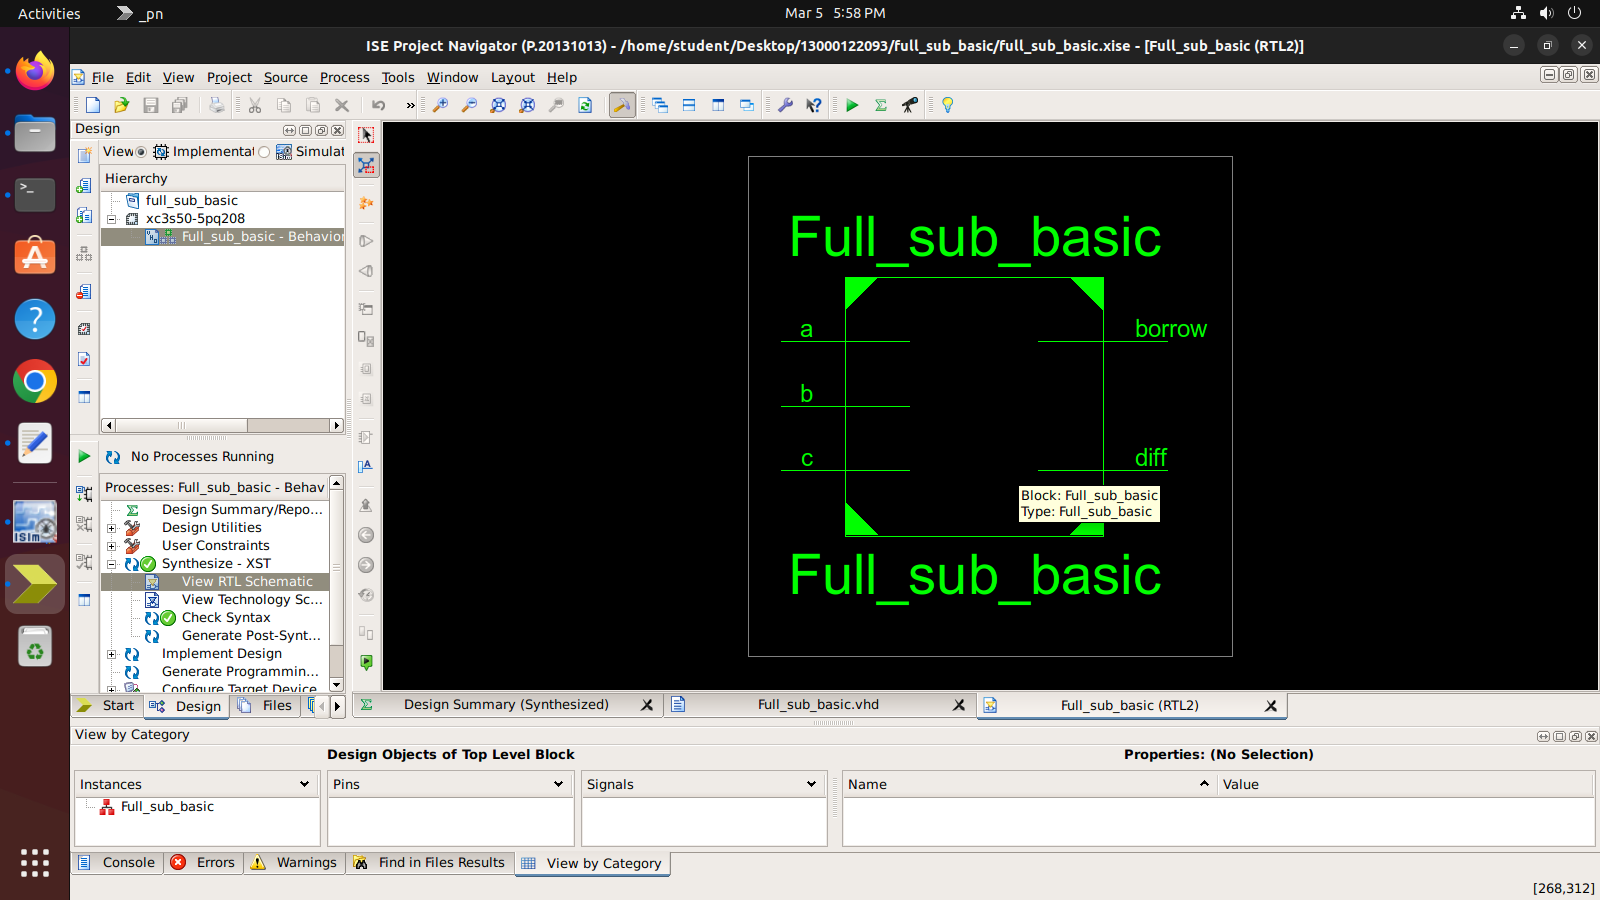 Activities
_pn
Mar 5 5:58 PM
ISE Project Navigator (P.20131013) - /home/student/Desktop/13000122093/full_sub_basic/full_sub_basic.xise - [Full_sub_basic (RTL2)]
File Edit View Project Source Process Tools Window Layout Help
Design
View Implementat Simulat
Hierarchy
full_sub_basic
xc3s50-5pq208
Full_sub_basic - Behavior
No Processes Running
Processes: Full_sub_basic - Behav
Design Summary/Repo...
Design Utilities
User Constraints
Synthesize - XST
View RTL Schematic
View Technology Sc...
Check Syntax
Generate Post-Synt...
Implement Design
Generate Programmin...
Configure Target Device
Start Design Files
Full_sub_basic
a
borrow
b
c
diff
Block: Full_sub_basic
Type: Full_sub_basic
Full_sub_basic
Design Summary (Synthesized)
Full_sub_basic.vhd
Full_sub_basic (RTL2)
View by Category
Design Objects of Top Level Block
Properties: (No Selection)
Instances
Pins
Signals
Name
Value
Full_sub_basic
Console Errors Warnings Find in Files Results View by Category
[268,312]